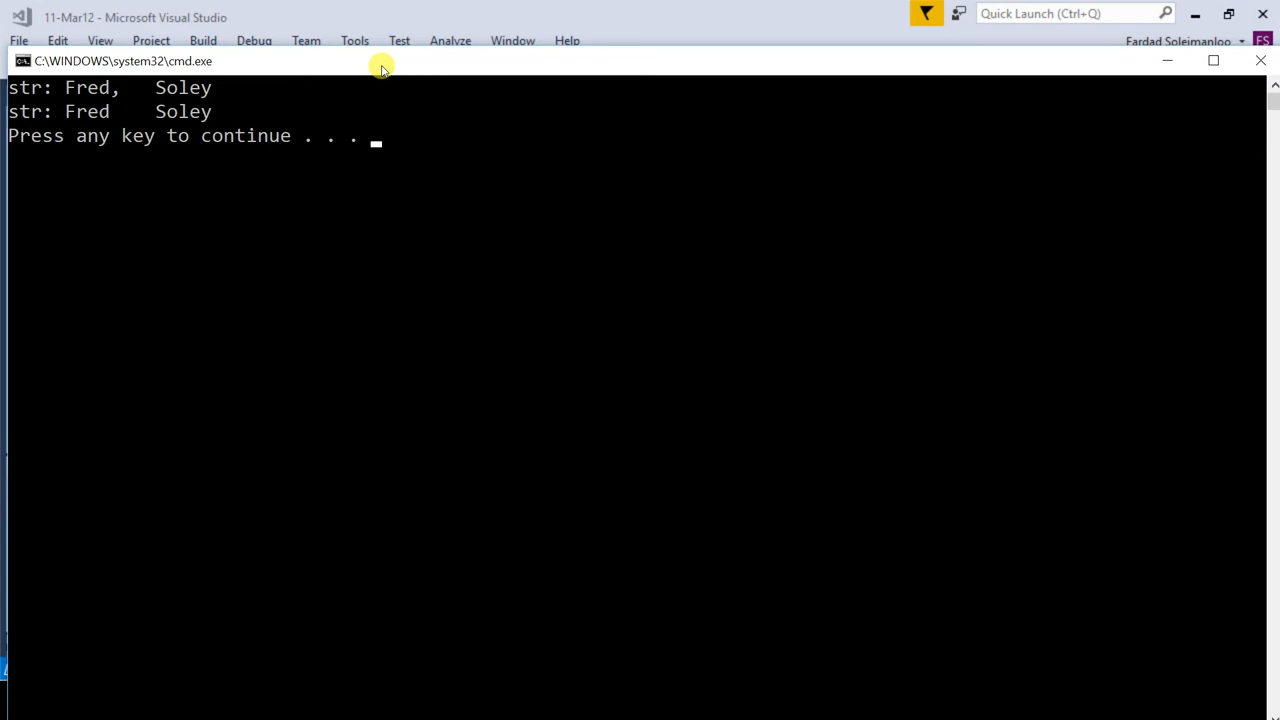 11-Mar12 - Microsoft Visual Studio
Quick Launch (Ctrl+Q)
File Edit View Project Build Debug Team Tools Test Analyze Window Help
Fardad Soleimanloo FS
C:\WINDOWS\system32\cmd.exe
str: Fred,   Soley
str: Fred    Soley
Press any key to continue . . .